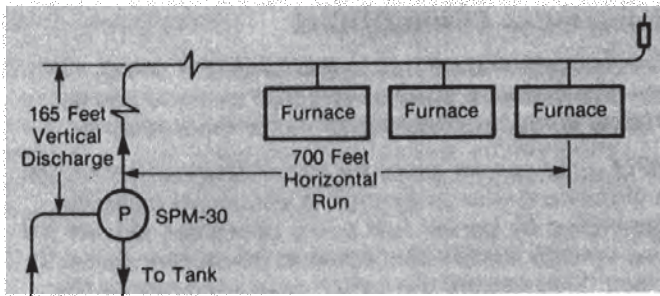 165 Feet
Vertical
Discharge
Furnace
Furnace
Furnace
700 Feet
Horizontal
Run
P
SPM-30
To Tank